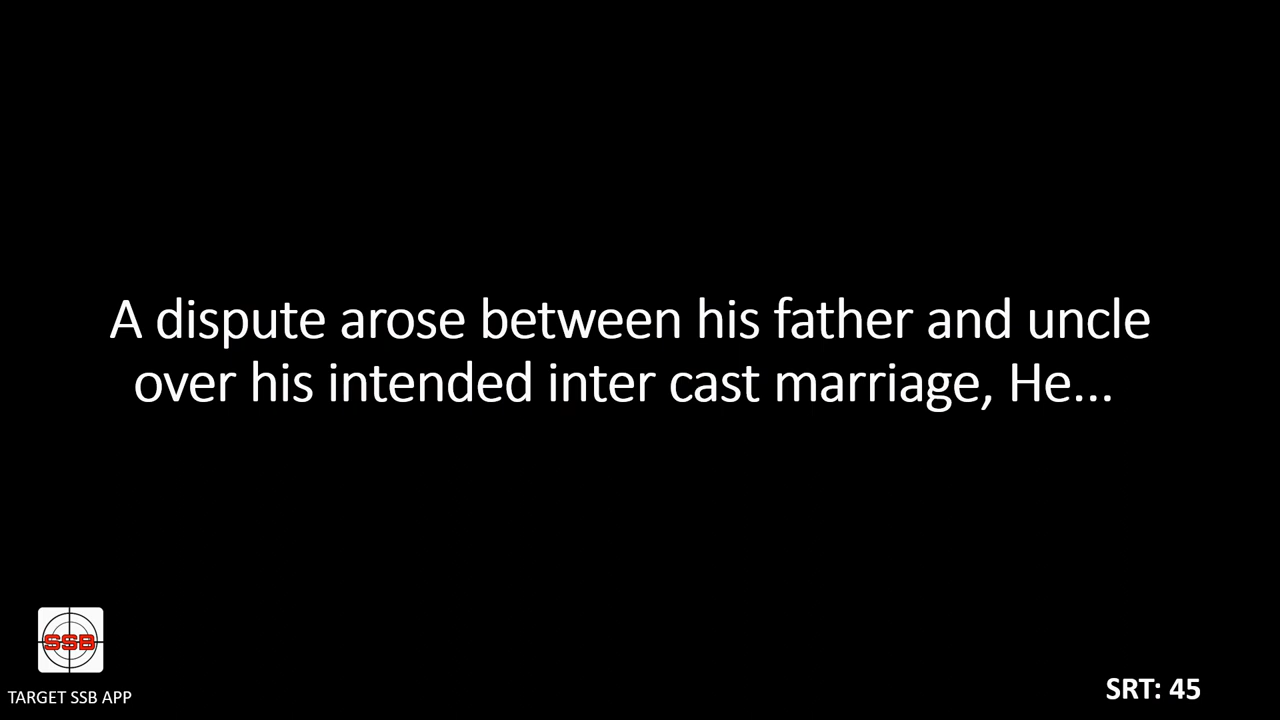 A dispute arose between his father and uncle
over his intended inter cast marriage, He...
SSB
TARGET SSB APP
SRT: 45